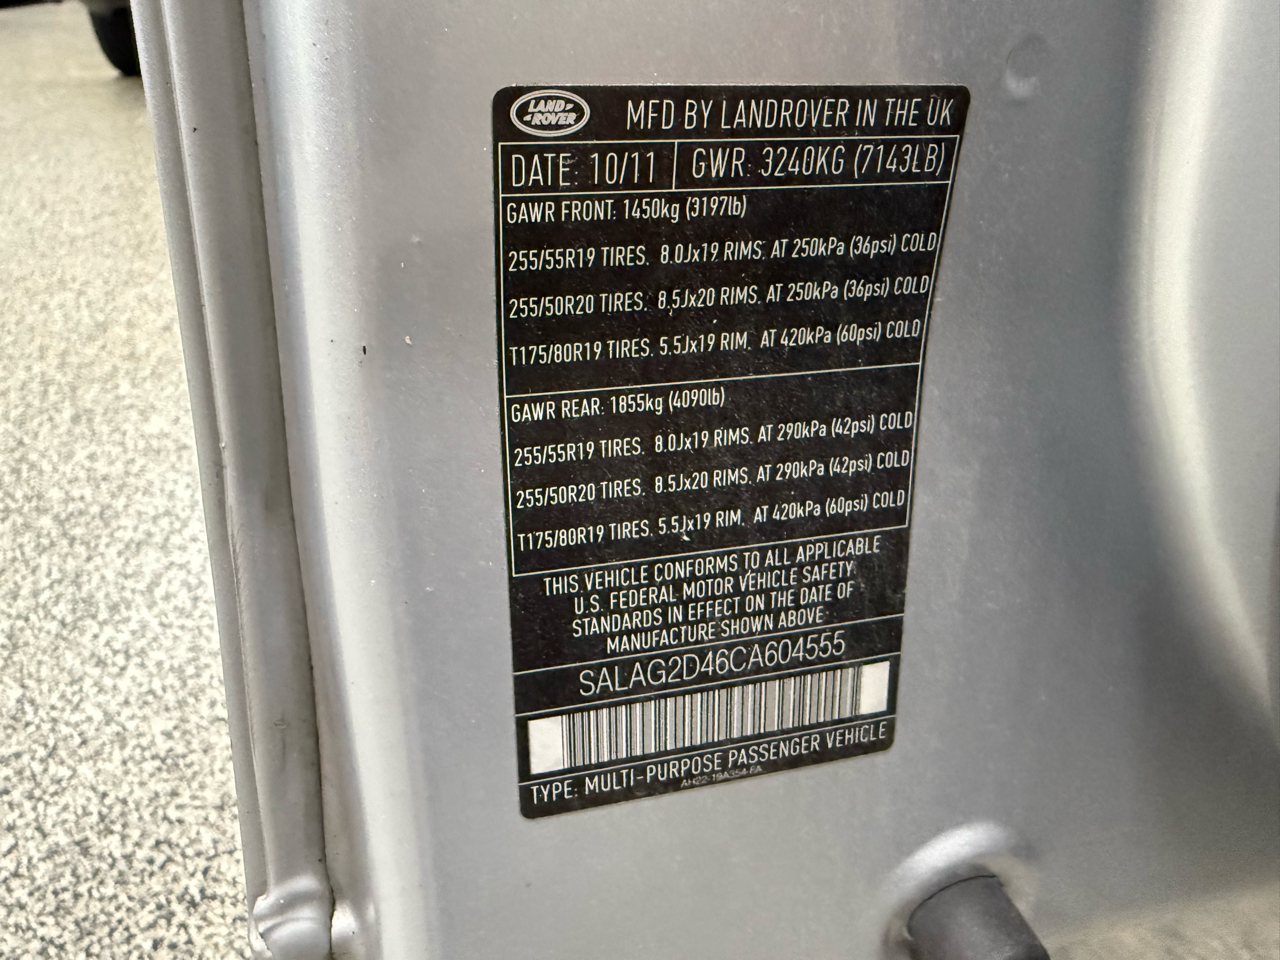 LAND ROVER
MFD BY LANDROVER IN THE UK
DATE: 10/11 GWR: 3240KG (7143LB)
GAWR FRONT: 1450kg (3197lb)
255/55R19 TIRES. 8.0Jx19 RIMS. AT 250kPa (36psi) COLD
255/50R20 TIRES. 8.5Jx20 RIMS. AT 250kPa (36psi) COLD
T175/80R19 TIRES. 5.5Jx19 RIM. AT 420kPa (60psi) COLD
GAWR REAR: 1855kg (4090lb)
255/55R19 TIRES. 8.0Jx19 RIMS. AT 290kPa (42psi) COLD
255/50R20 TIRES. 8.5Jx20 RIMS. AT 290kPa (42psi) COLD
T175/80R19 TIRES. 5.5Jx19 RIM. AT 420kPa (60psi) COLD
THIS VEHICLE CONFORMS TO ALL APPLICABLE
U.S. FEDERAL MOTOR VEHICLE SAFETY
STANDARDS IN EFFECT ON THE DATE OF
MANUFACTURE SHOWN ABOVE
SALAG2D46CA604555
TYPE: MULTI-PURPOSE PASSENGER VEHICLE
AH22-19A354-FA